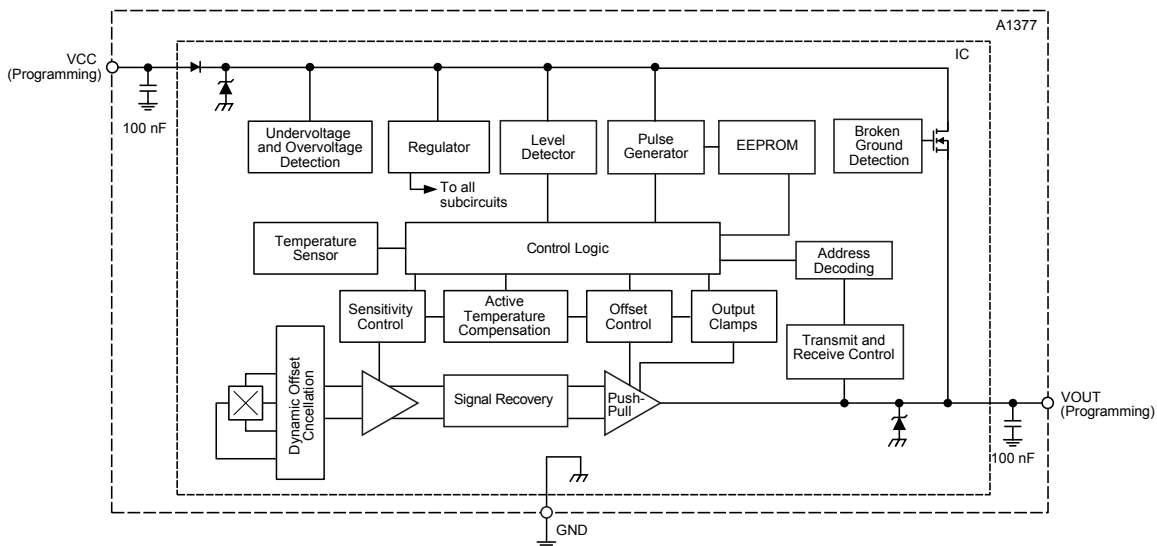 A1377
IC
VCC
(Programming)
100 nF
Undervoltage
and Overvoltage
Detection
Regulator
Level
Detector
Pulse
Generator
EEPROM
Broken
Ground
Detection
To all
subcircuits
Temperature
Sensor
Control Logic
Address
Decoding
Sensitivity
Control
Active
Temperature
Compensation
Offset
Control
Output
Clamps
Transmit and
Receive Control
Dynamic Offset
Cncellation
Signal Recovery
Push-
Pull
VOUT
(Programming)
100 nF
GND